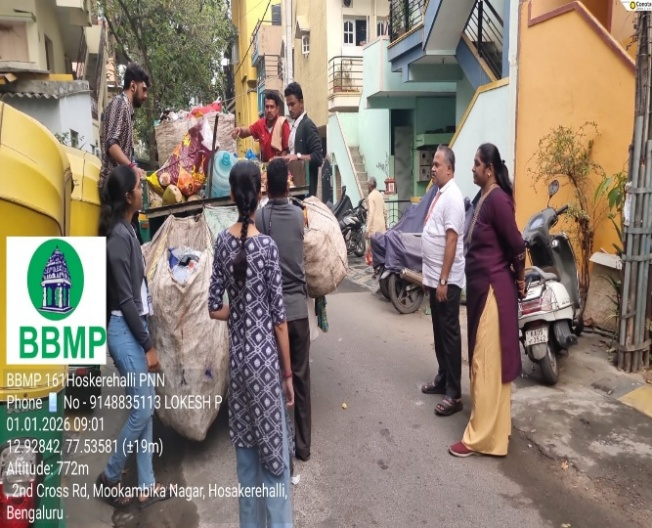 BBMP
BBMP 161Hoskerehalli PNN
Phone No - 9148835113 LOKESH P
01.01.2026 09:01
12.92842, 77.53581 (±19m)
Altitude: 772m
, 2nd Cross Rd, Mookambika Nagar, Hosakerehalli,
Bengaluru